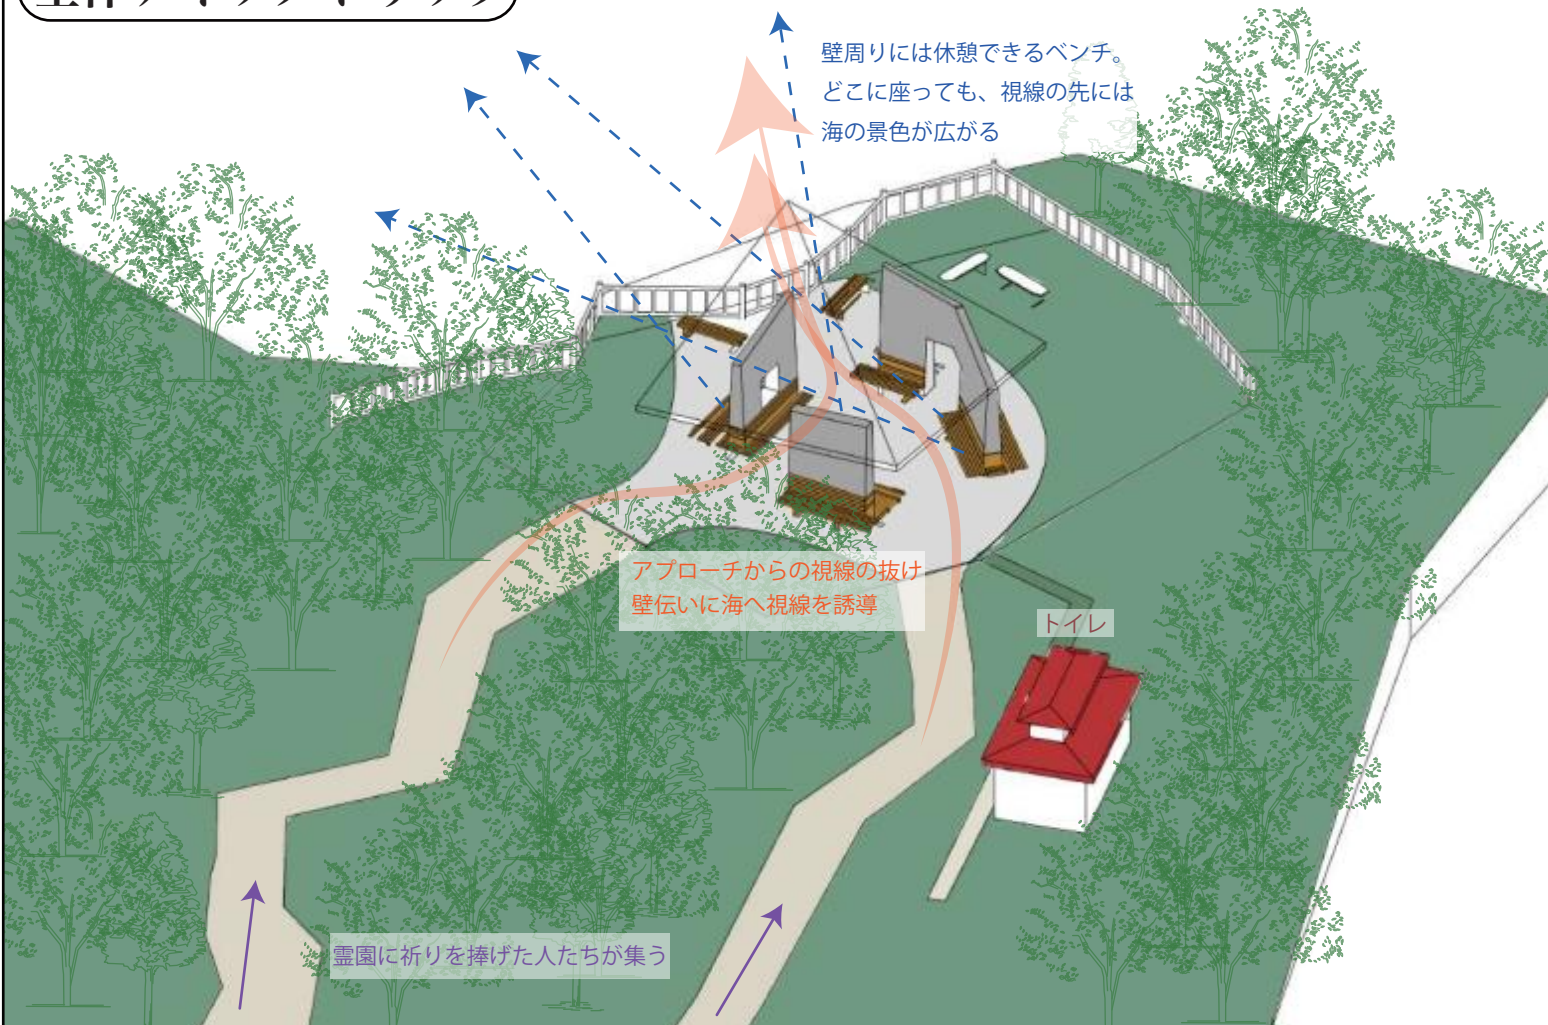 壁周りには休憩できるベンチ。
どこに座っても、視線の先には
海の景色が広がる
アプローチからの視線の抜け
壁伝いに海へ視線を誘導
トイレ
霊園に祈りを捧げた人たちが集う